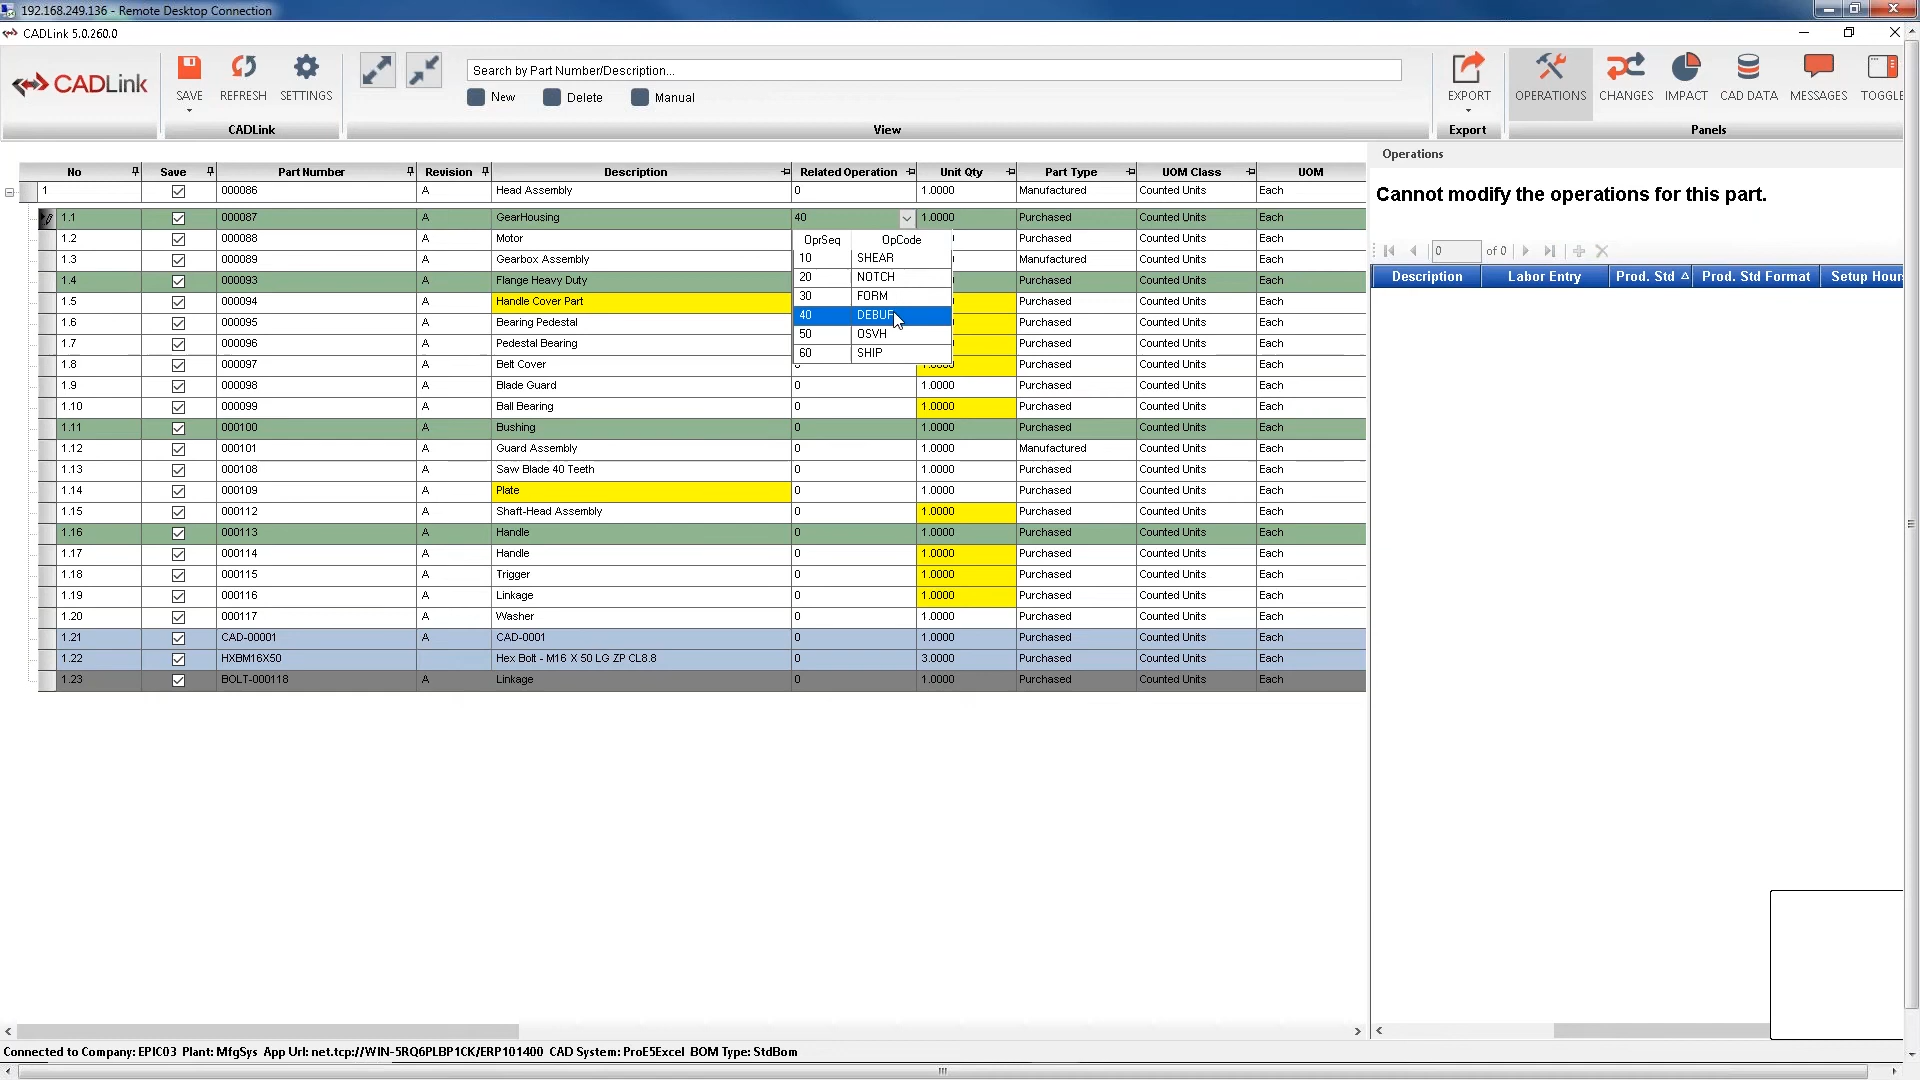 192.168.249.136 - Remote Desktop Connection
CADLink 5.0.260.0
CADLink
SAVE
REFRESH
SETTINGS
CADLink
Search by Part Number/Description...
New
Delete
Manual
View
EXPORT
Export
OPERATIONS
CHANGES
IMPACT
CAD DATA
MESSAGES
TOGGLE
Panels
No Save Part Number Revision Description Related Operation Unit Qty Part Type UOM Class UOM
1 000086 A Head Assembly 0 1.0000 Manufactured Counted Units Each
1.1 000087 A GearHousing 40 1.0000 Purchased Counted Units Each
1.2 000088 A Motor Purchased Counted Units Each
1.3 000089 A Gearbox Assembly Manufactured Counted Units Each
1.4 000093 A Flange Heavy Duty Purchased Counted Units Each
1.5 000094 A Handle Cover Part Purchased Counted Units Each
1.6 000095 A Bearing Pedestal Purchased Counted Units Each
1.7 000096 A Pedestal Bearing Purchased Counted Units Each
1.8 000097 A Belt Cover 0 1.0000 Purchased Counted Units Each
1.9 000098 A Blade Guard 0 1.0000 Purchased Counted Units Each
1.10 000099 A Ball Bearing 0 1.0000 Purchased Counted Units Each
1.11 000100 A Bushing 0 1.0000 Purchased Counted Units Each
1.12 000101 A Guard Assembly 0 1.0000 Manufactured Counted Units Each
1.13 000108 A Saw Blade 40 Teeth 0 1.0000 Purchased Counted Units Each
1.14 000109 A Plate 0 1.0000 Purchased Counted Units Each
1.15 000112 A Shaft-Head Assembly 0 1.0000 Purchased Counted Units Each
1.16 000113 A Handle 0 1.0000 Purchased Counted Units Each
1.17 000114 A Handle 0 1.0000 Purchased Counted Units Each
1.18 000115 A Trigger 0 1.0000 Purchased Counted Units Each
1.19 000116 A Linkage 0 1.0000 Purchased Counted Units Each
1.20 000117 A Washer 0 1.0000 Purchased Counted Units Each
1.21 CAD-00001 A CAD-0001 0 1.0000 Purchased Counted Units Each
1.22 HXBM16X50 Hex Bolt - M16 X 50 LG ZP CL8.8 0 3.0000 Purchased Counted Units Each
1.23 BOLT-000118 A Linkage 0 1.0000 Purchased Counted Units Each
OprSeq OpCode
10 SHEAR
20 NOTCH
30 FORM
40 DEBUF
50 OSVH
60 SHIP
Operations
Cannot modify the operations for this part.
0 of 0
Description Labor Entry Prod. Std Prod. Std Format Setup Hours
Connected to Company: EPIC03 Plant: MfgSys App Url: net.tcp://WIN-5RQ6PLBP1CK/ERP101400 CAD System: ProE5Excel BOM Type: StdBom